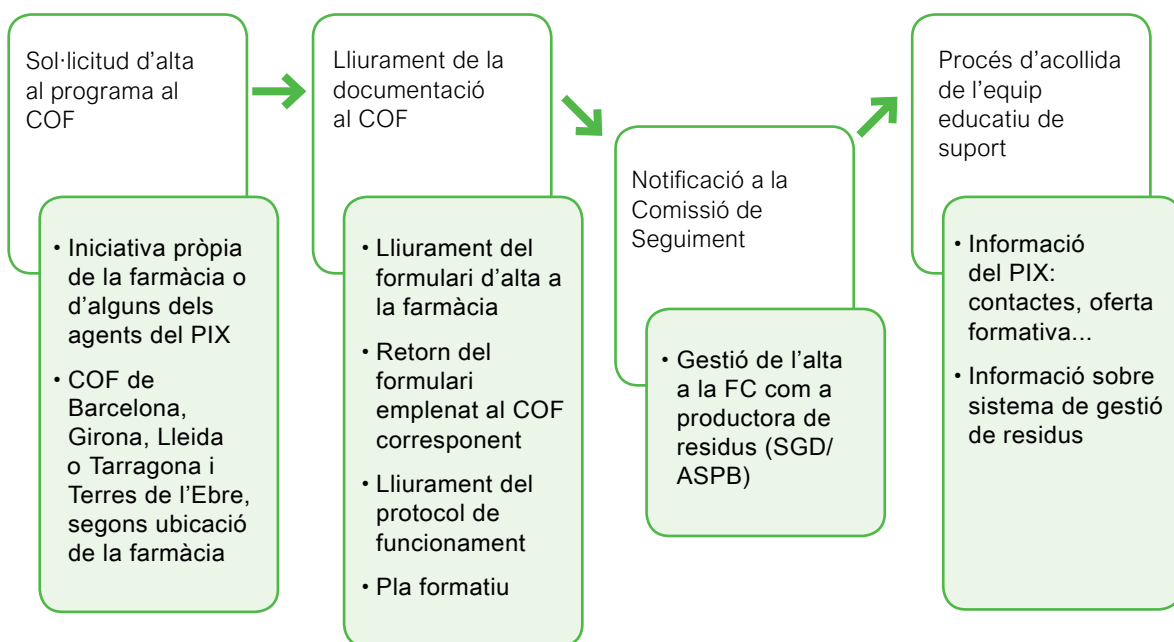 Sol·licitud d'alta
al programa al
COF
• Iniciativa pròpia
de la farmàcia o
d'alguns dels
agents del PIX
• COF de
Barcelona,
Girona, Lleida
o Tarragona i
Terres de l'Ebre,
segons ubicació
de la farmàcia
Lliurament de la
documentació
al COF
• Lliurament del
formulari d'alta a
la farmàcia
• Retorn del
formulari
emplenat al COF
corresponent
• Lliurament del
protocol de
funcionament
• Pla formatiu
Notificació a la
Comissió de
Seguiment
• Gestió de l'alta
a la FC com a
productora de
residus (SGD/
ASPB)
Procés d'acollida
de l'equip
educatiu de
suport
• Informació
del PIX:
contactes, oferta
formativa...
• Informació sobre
sistema de gestió
de residus